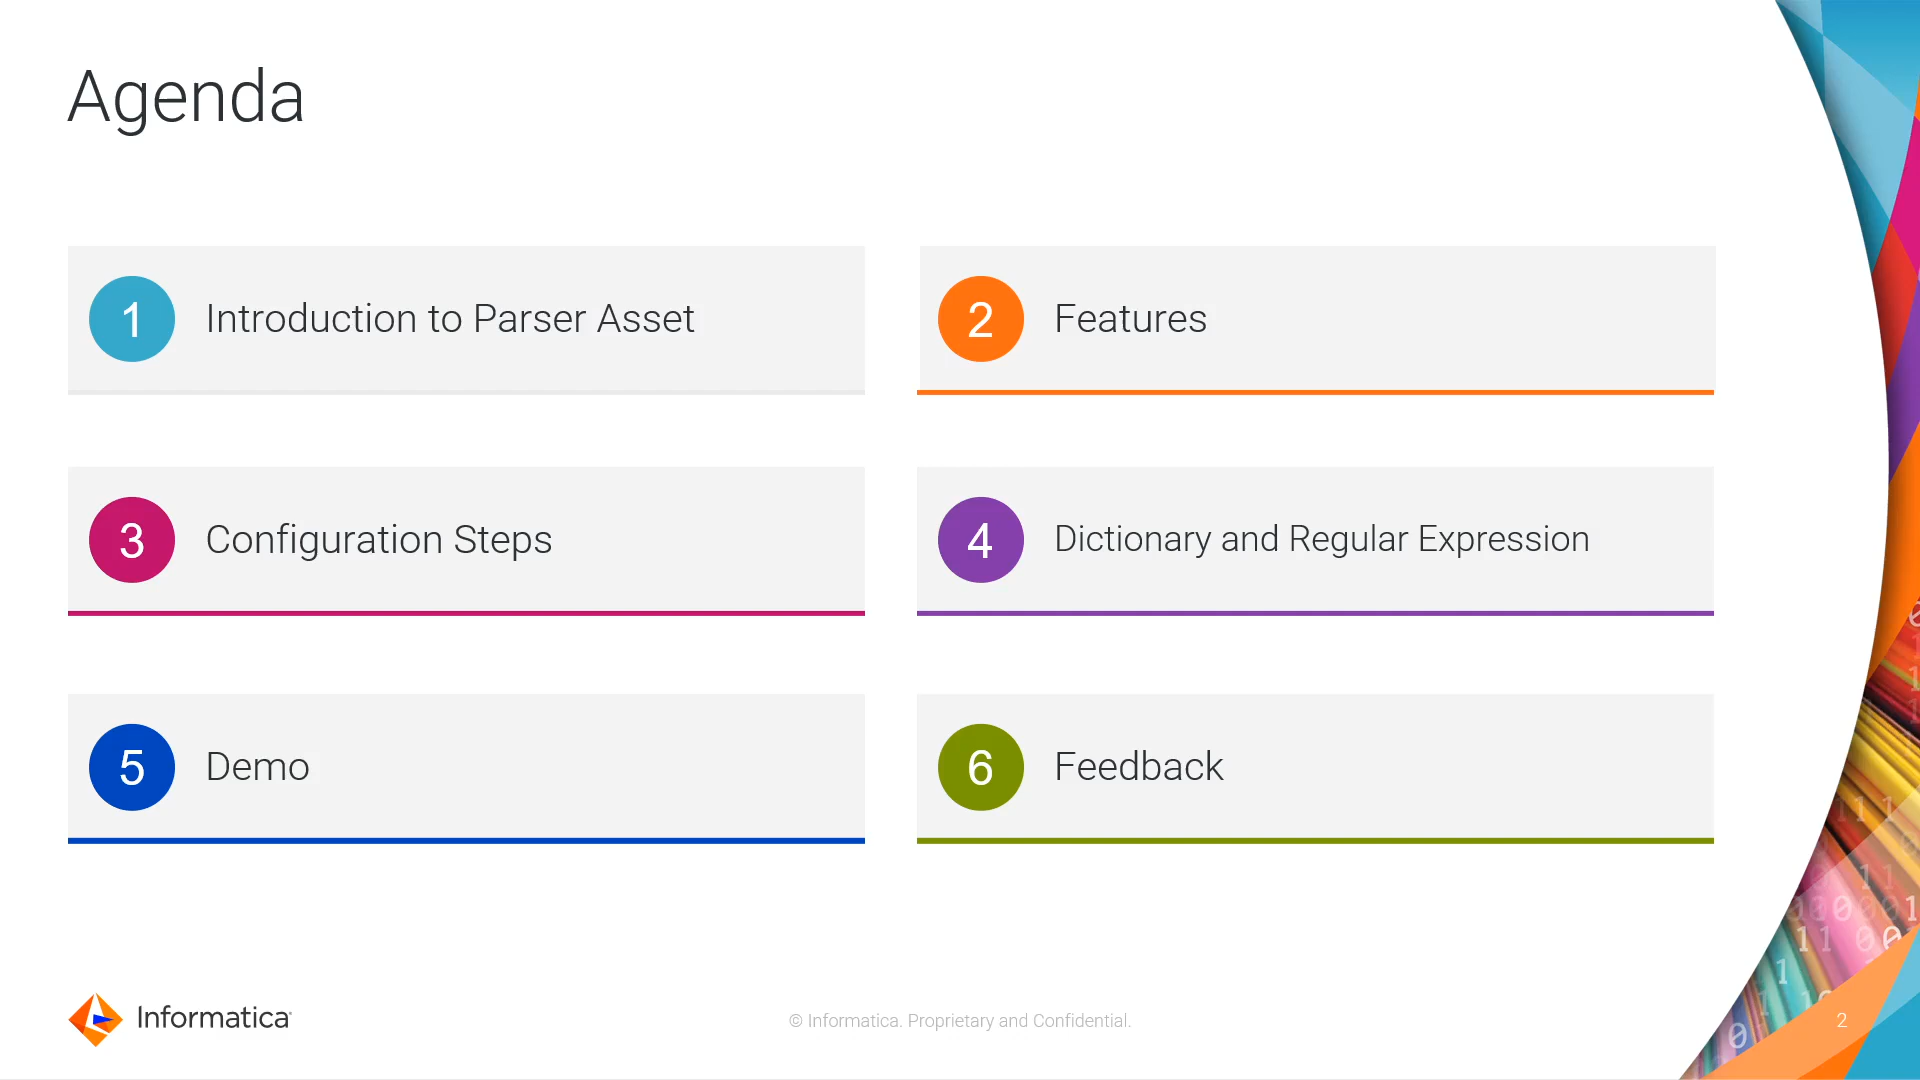 Agenda
1 Introduction to Parser Asset
2 Features
3 Configuration Steps
4 Dictionary and Regular Expression
5 Demo
6 Feedback
Informatica
© Informatica. Proprietary and Confidential.
2